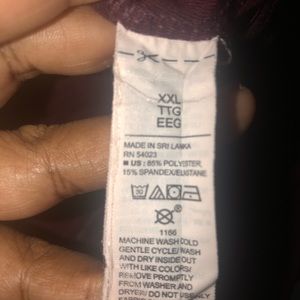 XXL
TTG
EEG
MADE IN SRI LANKA
RN 54023
■ US : 85% POLYESTER,
15% SPANDEX/ELASTANE
30
®
1166
MACHINE WASH COLD
GENTLE CYCLE/ WASH
AND DRY INSIDE OUT
WITH LIKE COLORS/
REMOVE PROMPTLY
FROM WASHER AND
DRYER/ DO NOT USE